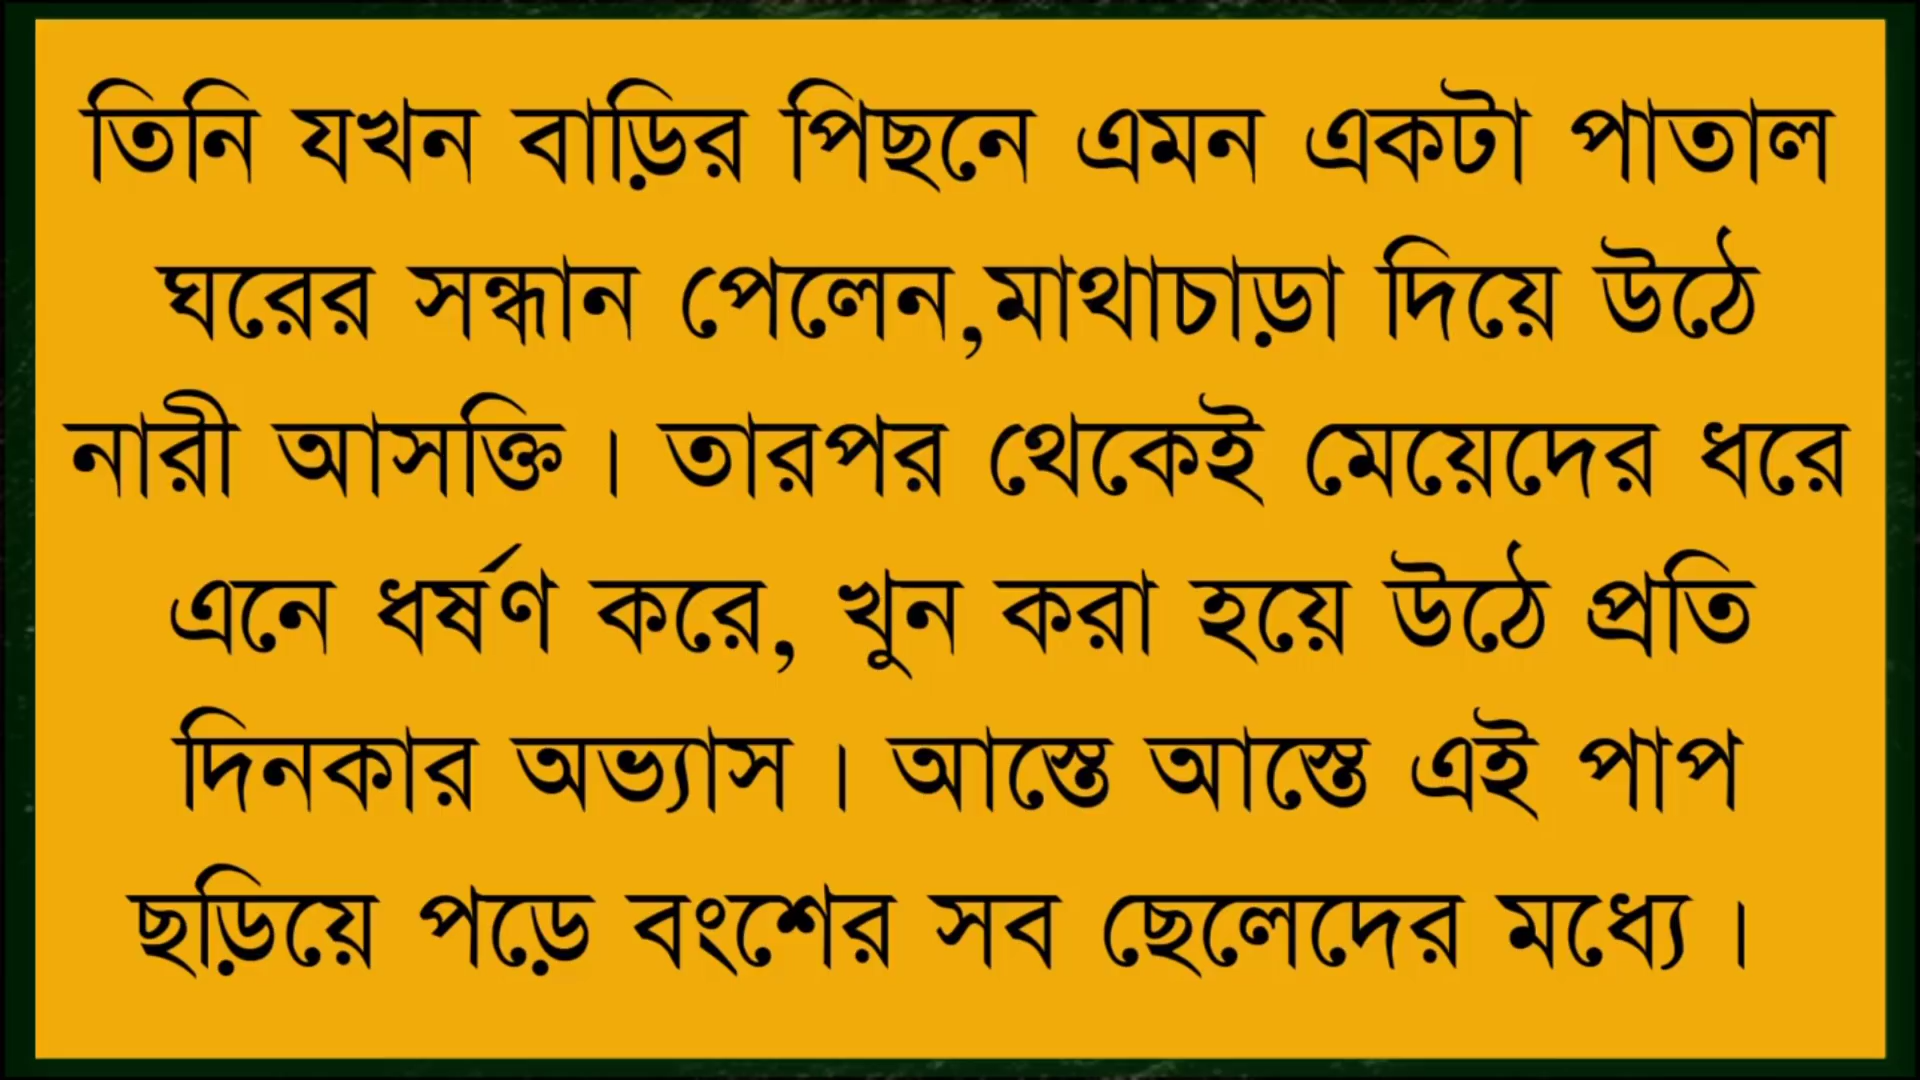 তিনি যখন বাড়ির পিছনে এমন একটা পাতাল
ঘরের সন্ধান পেলেন,মাথাচাড়া দিয়ে উঠে
নারী আসক্তি। তারপর থেকেই মেয়েদের ধরে
এনে ধর্ষণ করে, খুন করা হয়ে উঠে প্রতি
দিনকার অভ্যাস। আস্তে আস্তে এই পাপ
ছড়িয়ে পড়ে বংশের সব ছেলেদের মধ্যে।